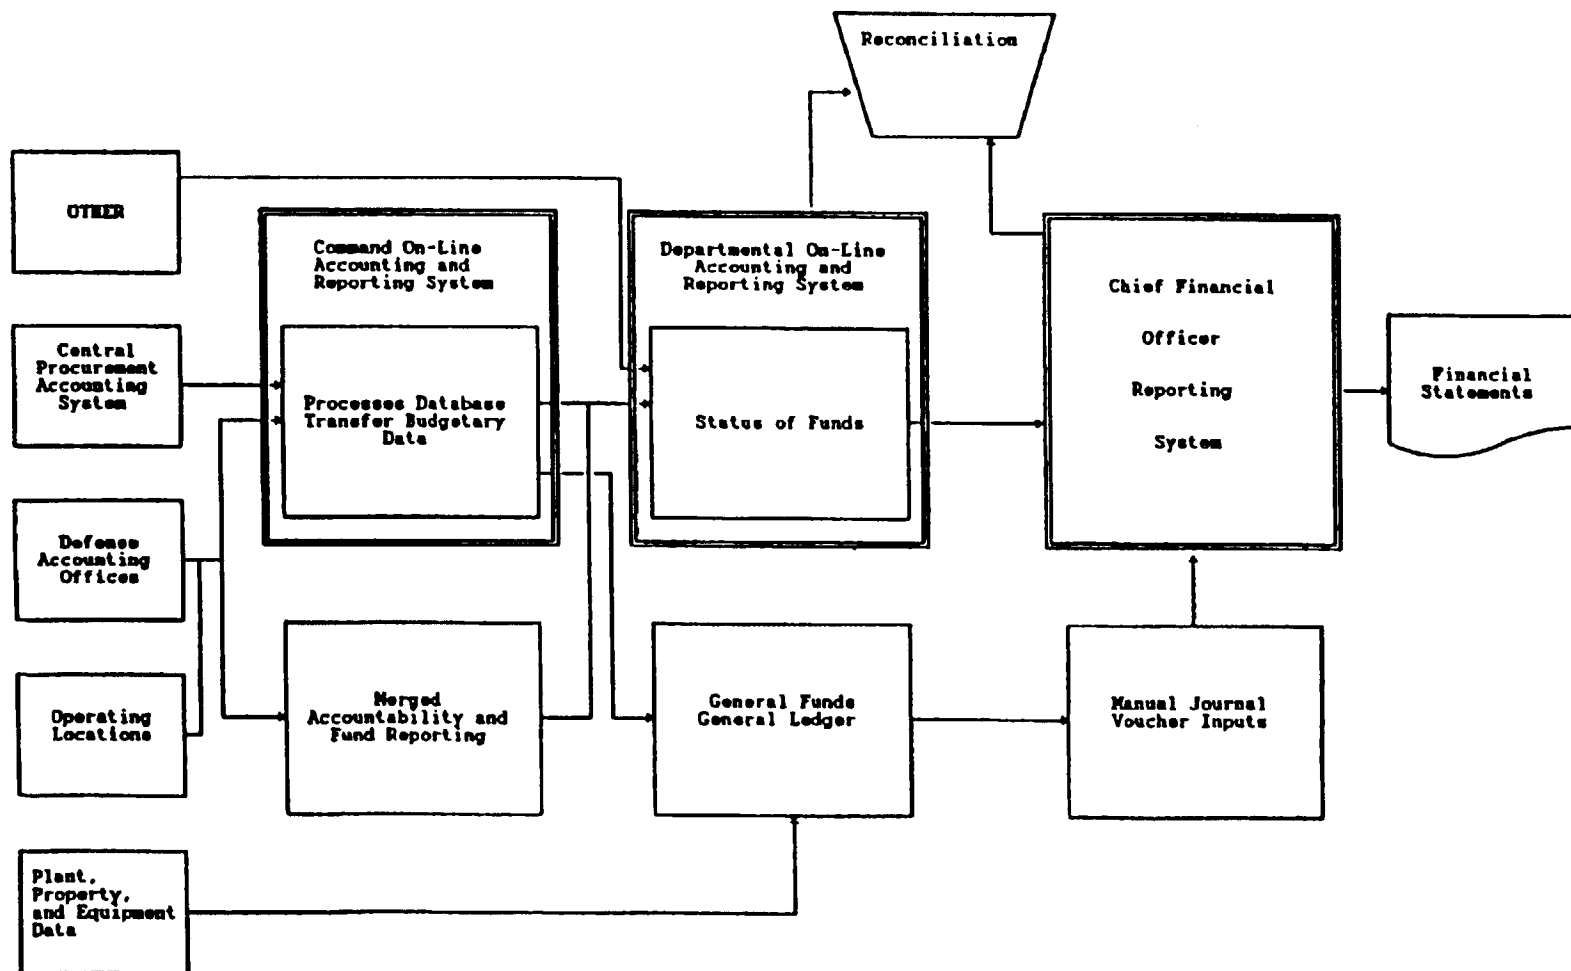 Reconciliation
OTHER
Command On-Line
Accounting and
Reporting System
Departmental On-Line
Accounting and
Reporting System
Chief Financial
Officer
Reporting
System
Central
Procurement
Accounting
System
Processes Database
Transfer Budgetary
Data
Status of Funds
Financial
Statements
Defense
Accounting
Offices
Operating
Locations
Merged
Accountability and
Fund Reporting
General Funds
General Ledger
Manual Journal
Voucher Inputs
Plant,
Property,
and Equipment
Data